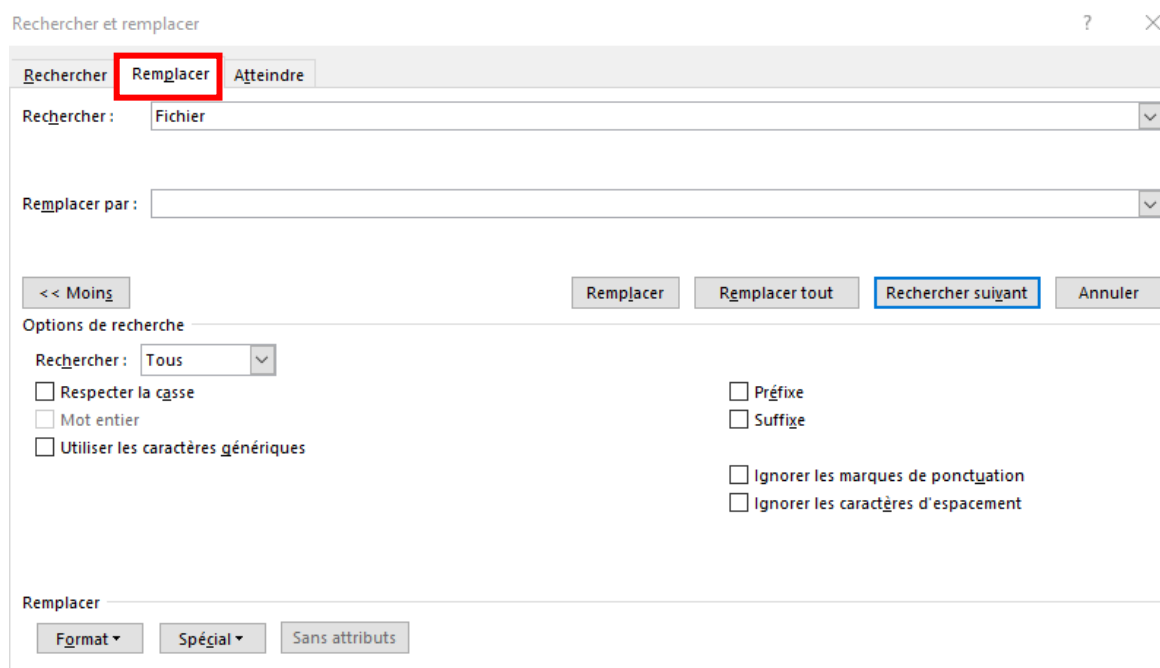 Rechercher et remplacer ?
Rechercher Remplacer Atteindre
Rechercher : Fichier
Remplacer par :
<< Moins Remplacer Remplacer tout Rechercher suivant Annuler
Options de recherche
Rechercher : Tous
Respecter la casse Préfixe
Mot entier Suffixe
Utiliser les caractères génériques
Ignorer les marques de ponctuation
Ignorer les caractères d'espacement
Remplacer
Format Spécial Sans attributs